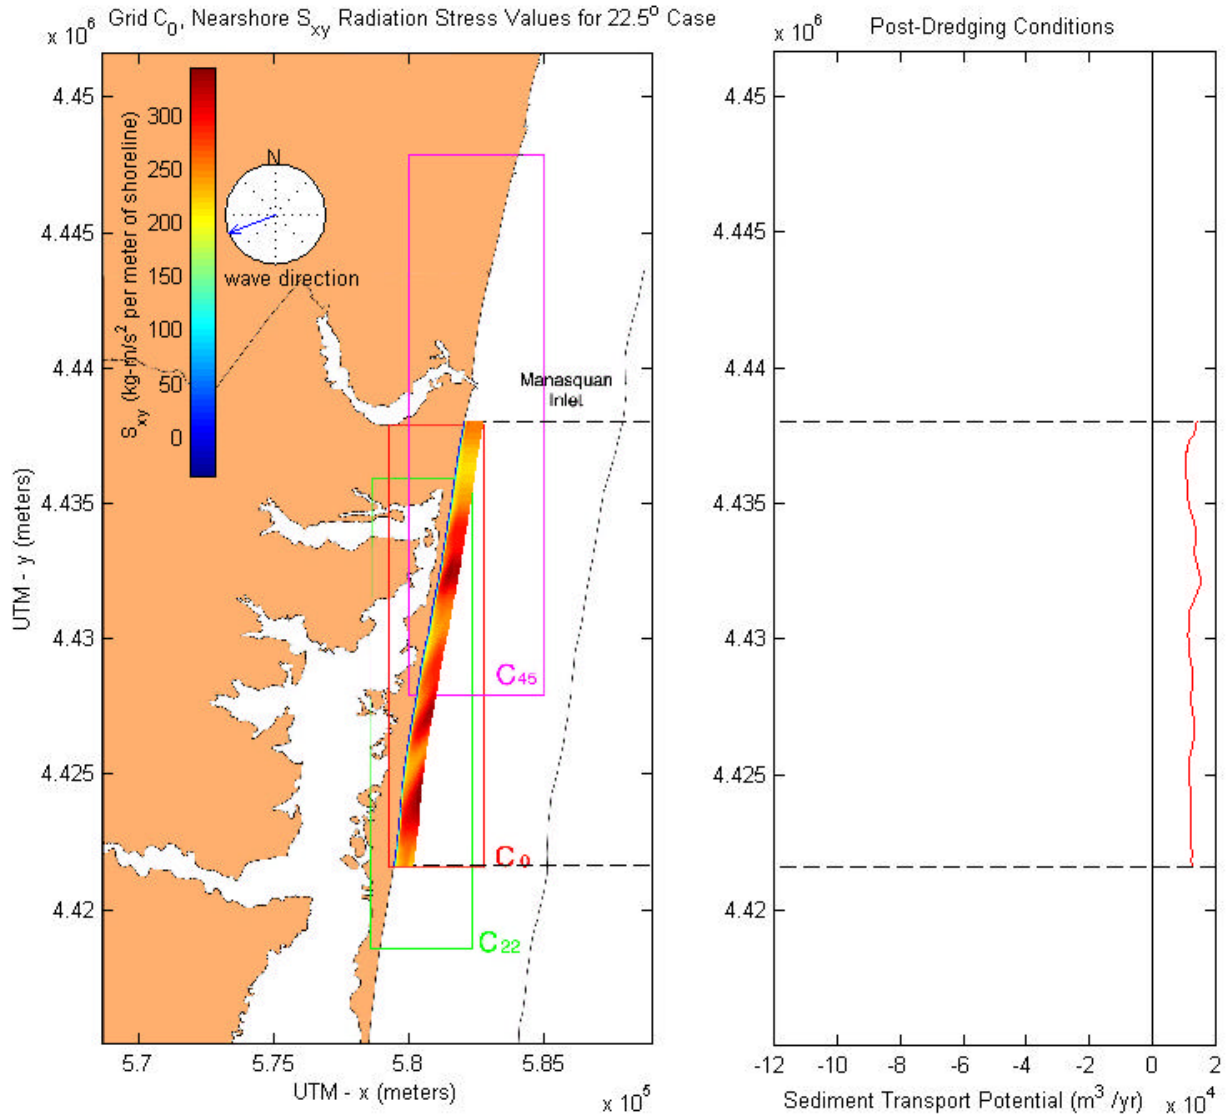 Grid C0, Nearshore Sxy Radiation Stress Values for 22.5° Case
x 10^6
4.45
4.445
4.44
4.435
4.43
4.425
4.42
UTM - y (meters)
Sxy (kg-m/s² per meter of shoreline)
300
250
200
150
100
50
0
N
wave direction
Manasquan
Inlet
C45
C0
C22
5.7
5.75
5.8
5.85
UTM - x (meters)
x 10^5
Post-Dredging Conditions
x 10^6
4.45
4.445
4.44
4.435
4.43
4.425
4.42
-12
-10
-8
-6
-4
-2
0
2
Sediment Transport Potential (m³ /yr)
x 10^4